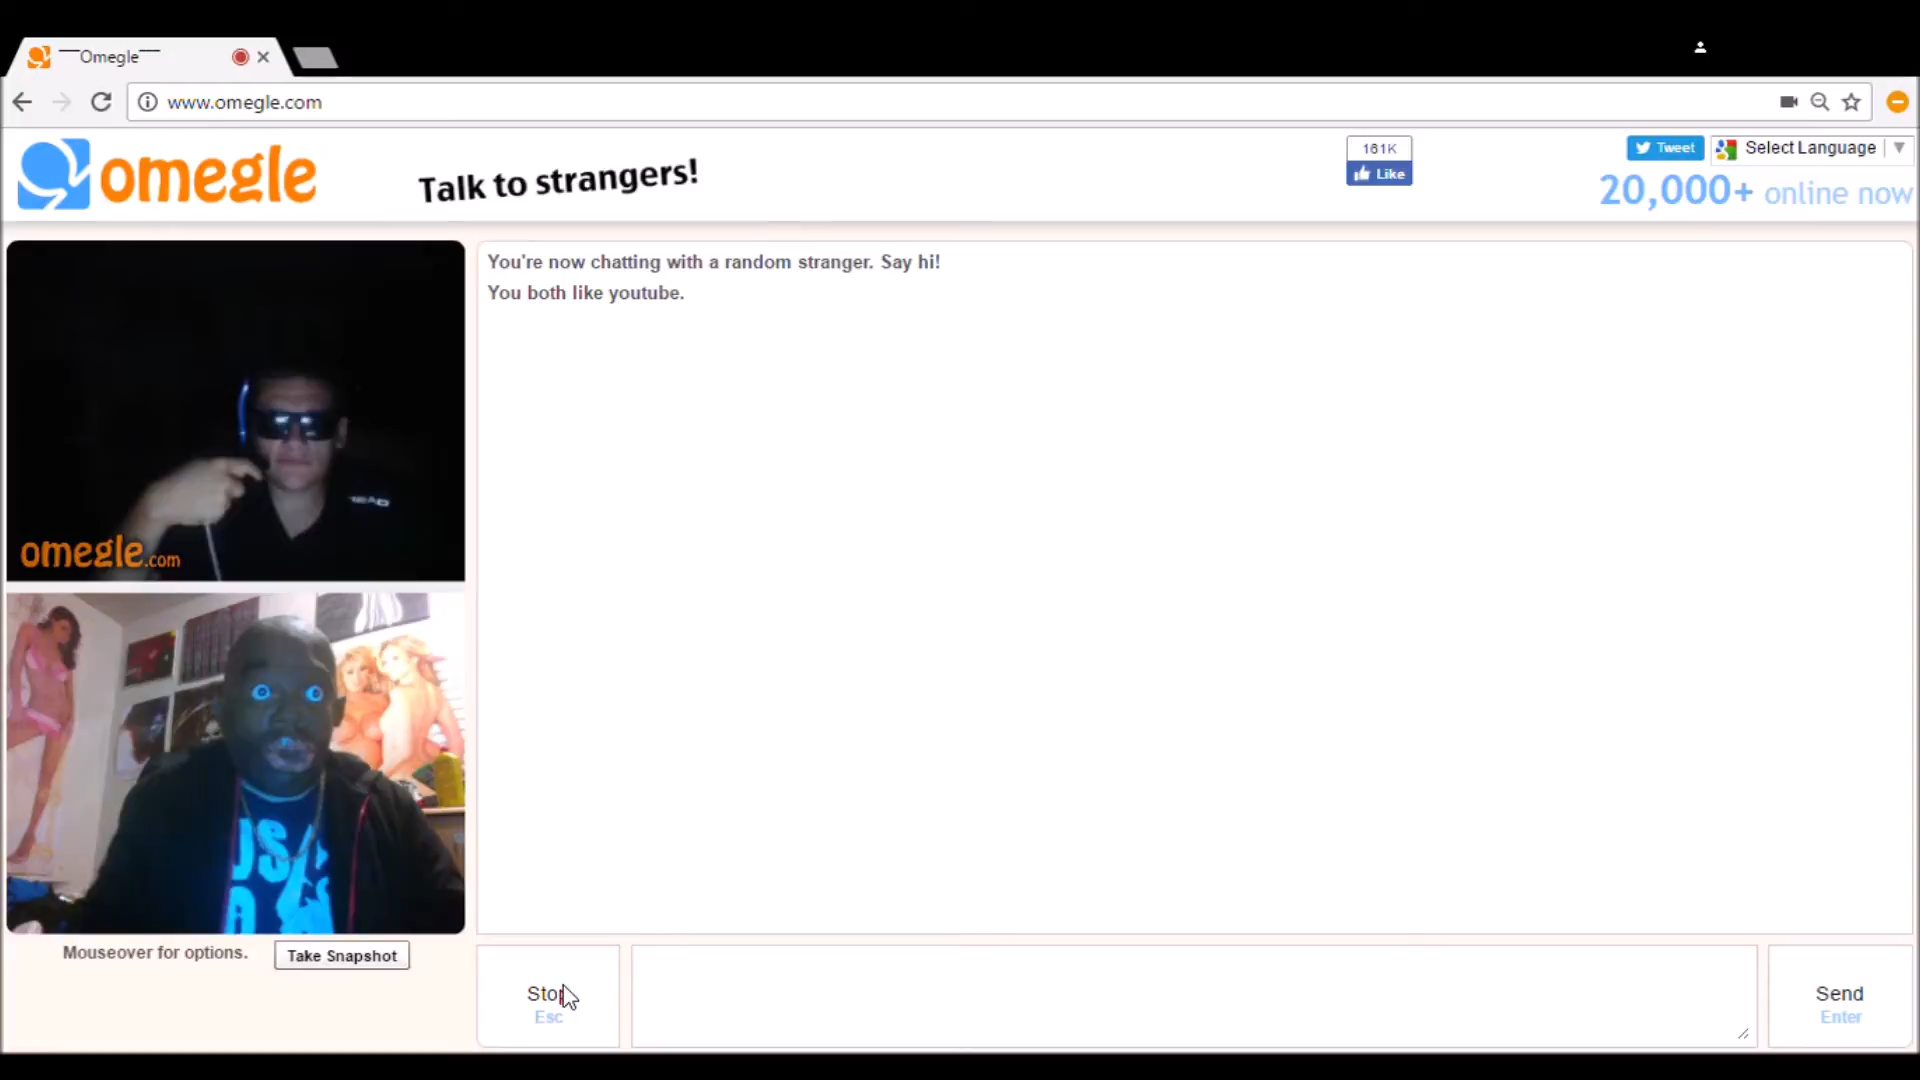 Omegle
www.omegle.com
omegle
Talk to strangers!
161K
Like
Tweet
Select Language
20,000+ online now
You're now chatting with a random stranger. Say hi!
You both like youtube.
HEAD
omegle.com
Mouseover for options.
Take Snapshot
Stop
Esc
Send
Enter